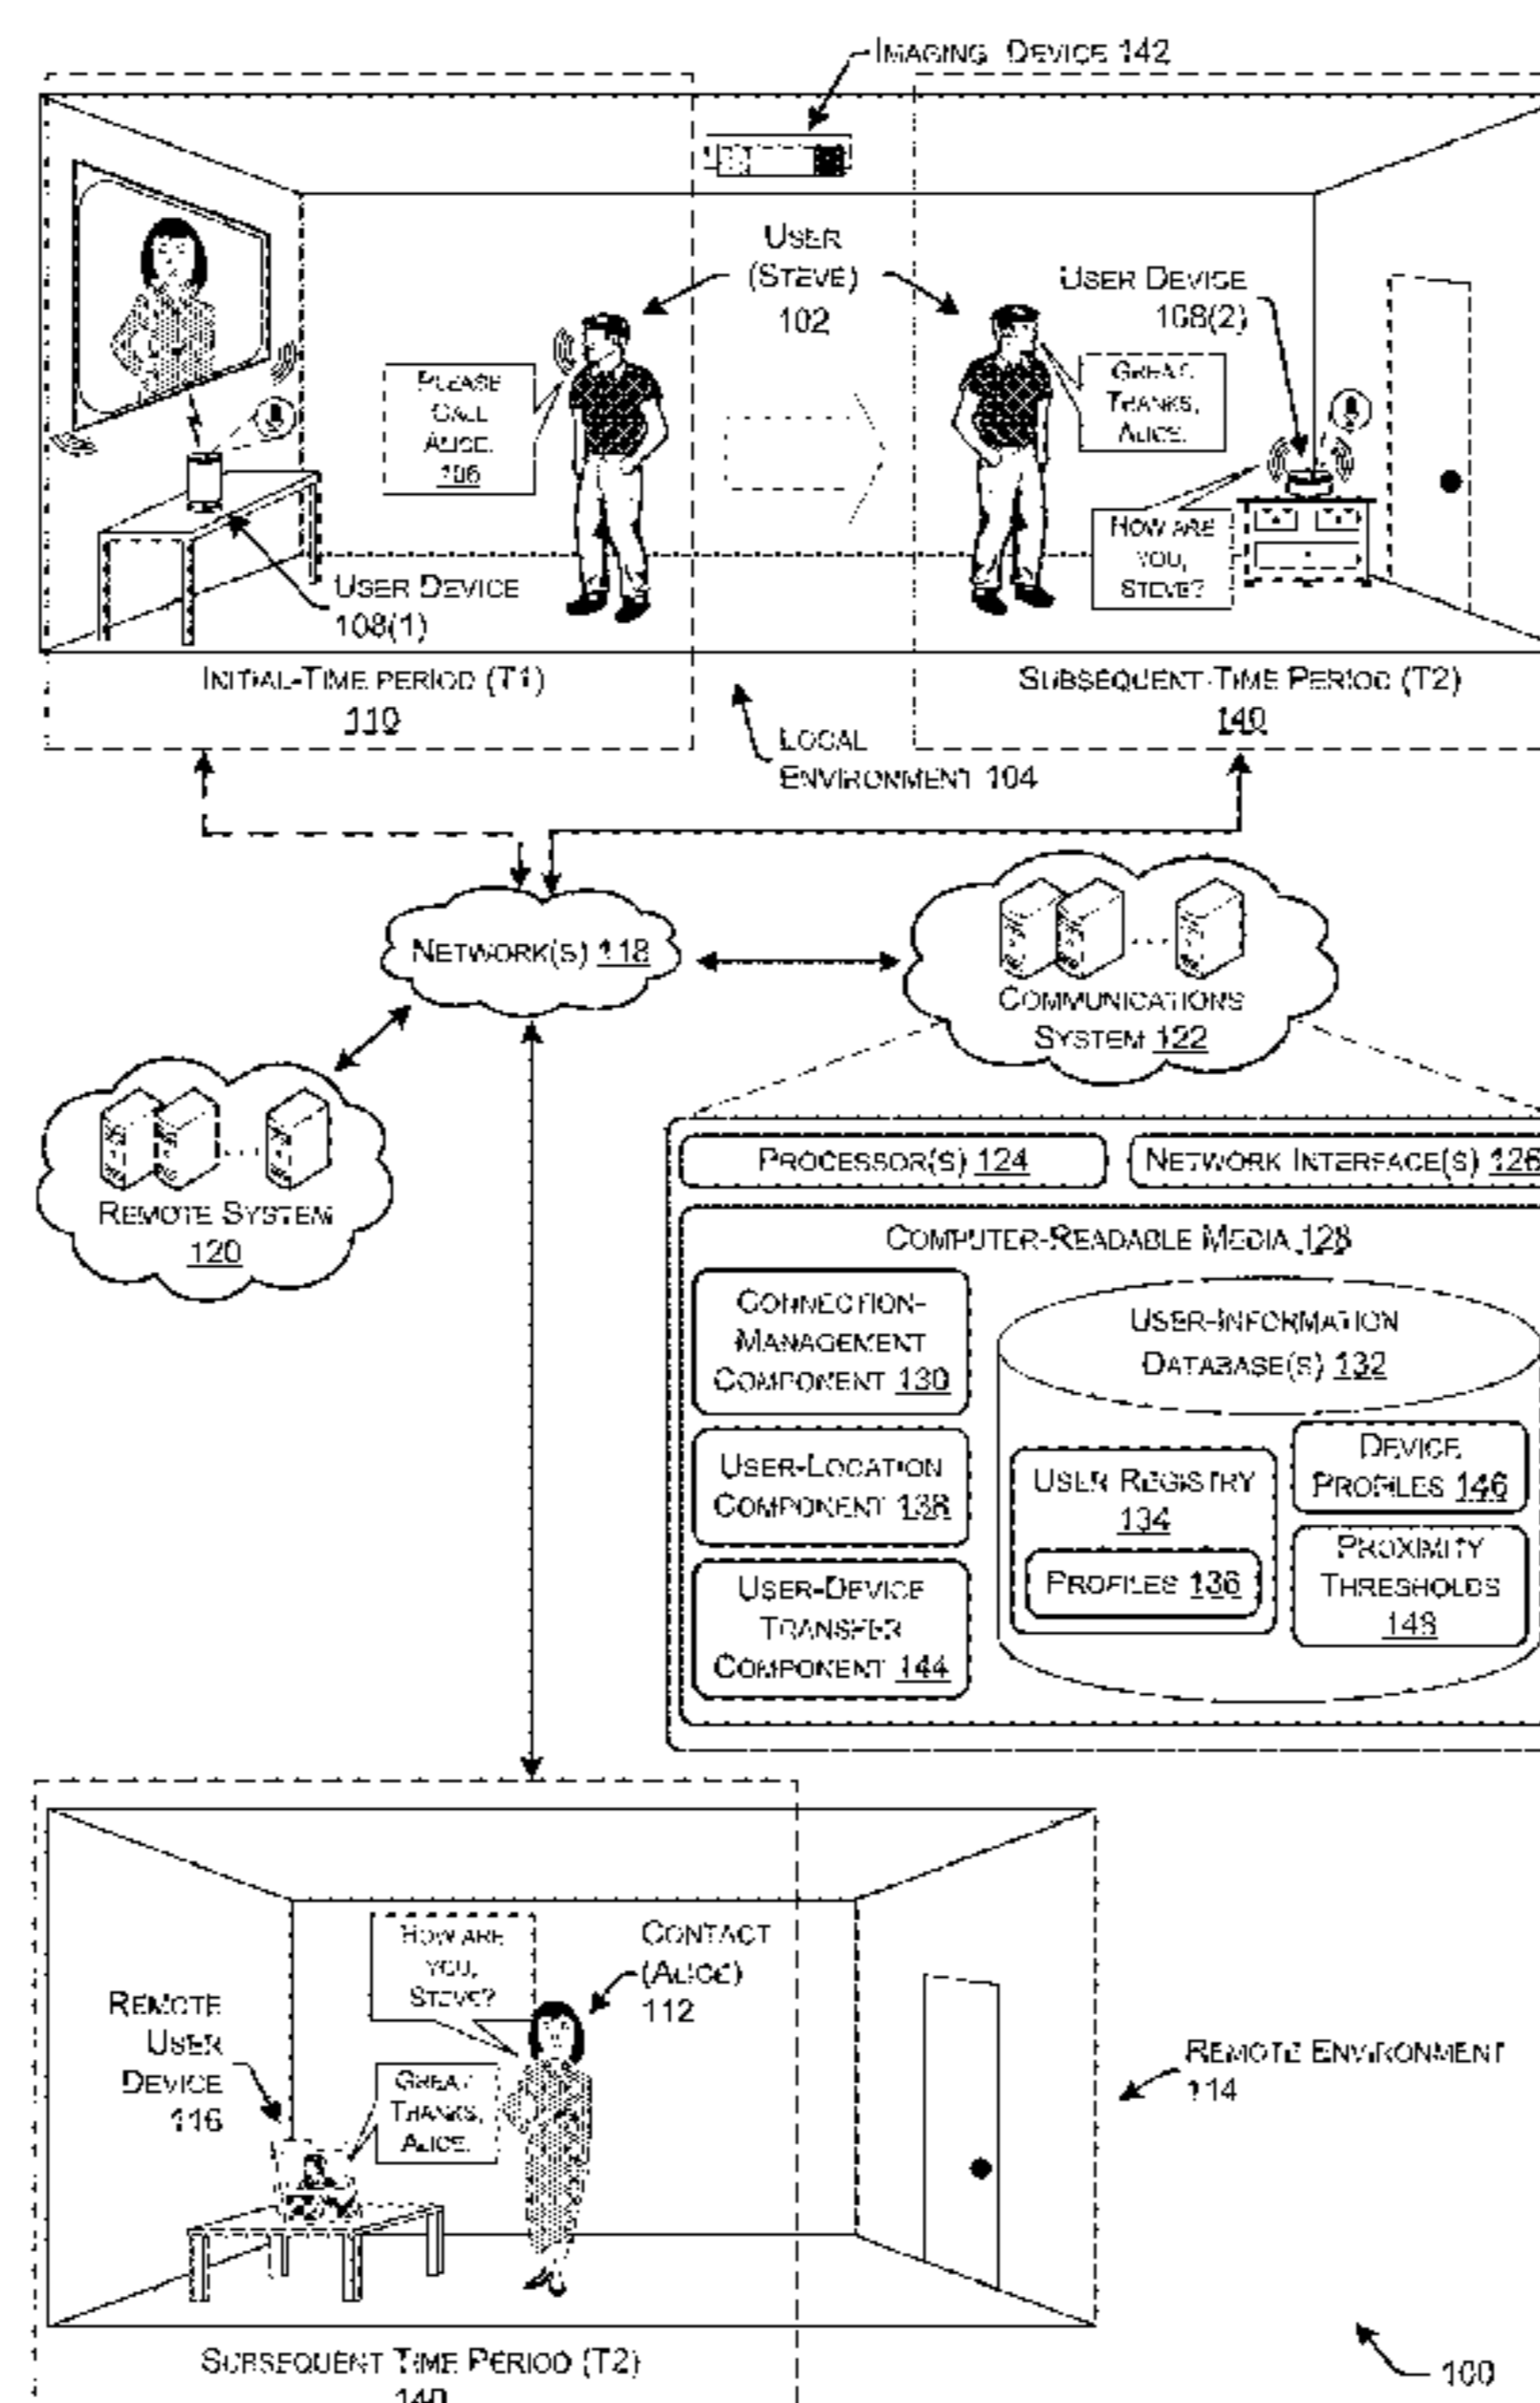 IMAGING DEVICE 142
USER
(STEVE)
102
USER DEVICE
108(2)
PLEASE
CALL
ALICE.
106
GREAT.
THANKS,
ALICE.
HOW ARE
YOU,
STEVE?
USER DEVICE
108(1)
INITIAL-TIME PERIOD (T1)
110
SUBSEQUENT-TIME PERIOD (T2)
140
LOCAL
ENVIRONMENT 104
NETWORK(S) 118
COMMUNICATIONS
SYSTEM 122
REMOTE SYSTEM
120
PROCESSOR(S) 124
NETWORK INTERFACE(S) 126
COMPUTER-READABLE MEDIA 128
CONNECTION-
MANAGEMENT
COMPONENT 130
USER-LOCATION
COMPONENT 138
USER-DEVICE
TRANSFER
COMPONENT 144
USER-INFORMATION
DATABASE(S) 132
USER REGISTRY
134
PROFILES 136
DEVICE
PROFILES 146
PROXIMITY
THRESHOLDS
148
HOW ARE
YOU,
STEVE?
CONTACT
(ALICE)
112
REMOTE
USER
DEVICE
116
GREAT.
THANKS,
ALICE.
REMOTE ENVIRONMENT
114
SUBSEQUENT TIME PERIOD (T2)
140
100